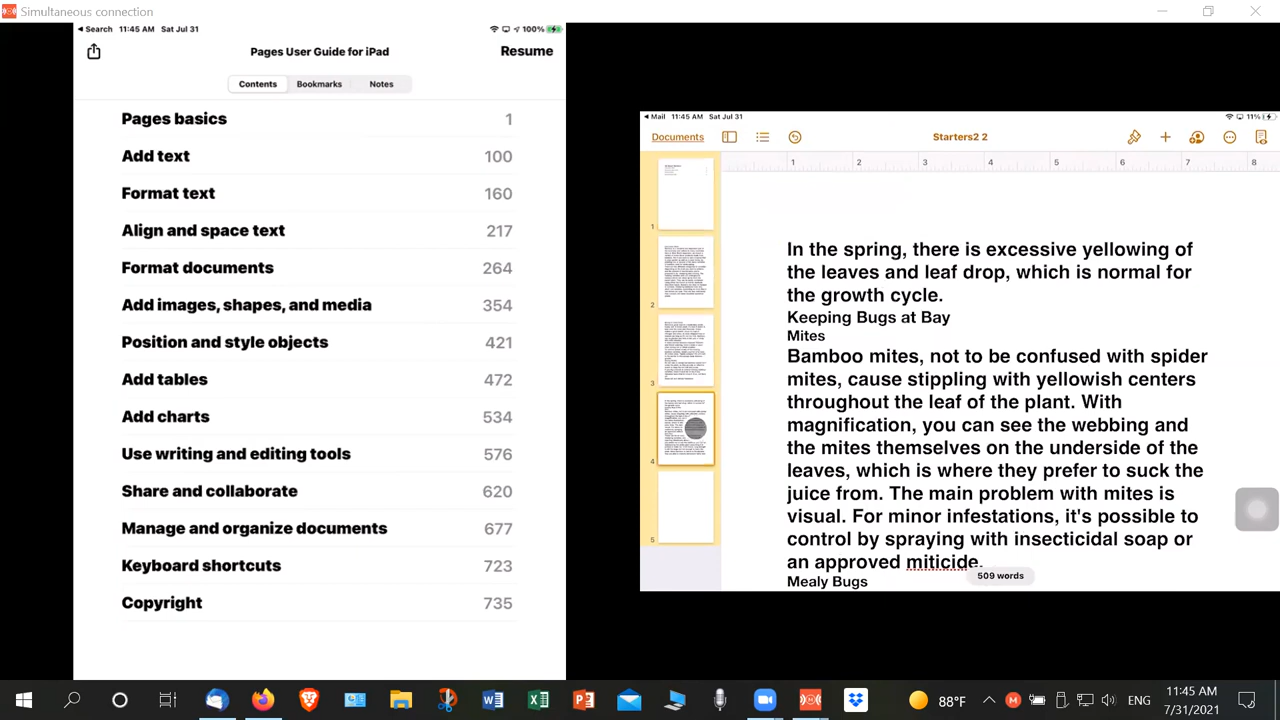 Simultaneous connection
Search 11:45 AM Sat Jul 31
100%
Pages User Guide for iPad
Resume
Contents
Bookmarks
Notes
Pages basics 1
Add text 100
Format text 160
Align and space text 217
Format documents 264
Add images, shapes, and media 354
Position and style objects 421
Add tables 472
Add charts 534
Use writing and editing tools 576
Share and collaborate 620
Manage and organize documents 677
Keyboard shortcuts 723
Copyright 735
Mail 11:45 AM Sat Jul 31
11%
Documents
Starters2 2
1 2 3 4 5 6 7 8
1
2
3
4
5
In the spring, there is excessive yellowing of
the leaves and leaf drop, which is normal for
the growth cycle.
Keeping Bugs at Bay
Mites
Bamboo mites, not to be confused with spider
mites, cause stippling with yellowed centers
throughout the leaf of the plant. With
magnification, you can see the webbing and
the mites themselves on the underside of the
leaves, which is where they prefer to suck the
juice from. The main problem with mites is
visual. For minor infestations, it's possible to
control by spraying with insecticidal soap or
an approved miticide.
Mealy Bugs
509 words
88°F
ENG
11:45 AM
7/31/2021